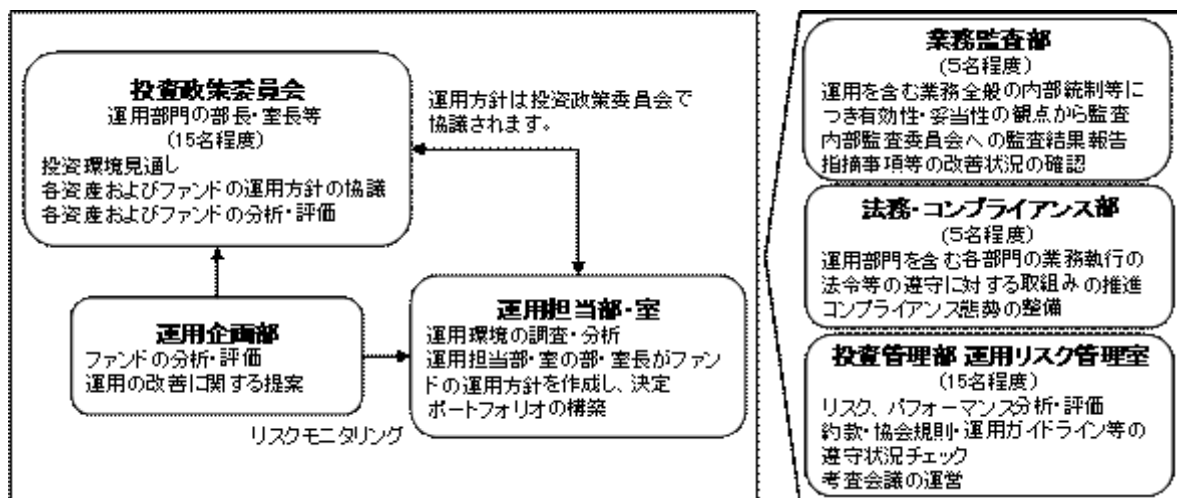 投資政策委員会
運用部門の部長・室長等
(15名程度)
投資環境見通し
各資産およびファンドの運用方針の協議
各資産およびファンドの分析・評価
運用方針は投資政策委員会で
協議されます。
運用企画部
ファンドの分析・評価
運用の改善に関する提案
運用担当部・室
運用環境の調査・分析
運用担当部・室の部・室長がファン
ドの運用方針を作成し、決定
ポートフォリオの構築
リスクモニタリング
業務監査部
(5名程度)
運用を含む業務全般の内部統制等に
つき有効性・妥当性の観点から監査
内部監査委員会への監査結果報告
指摘事項等の改善状況の確認
法務・コンプライアンス部
(5名程度)
運用部門を含む各部門の業務執行の
法令等の遵守に対する取組みの推進
コンプライアンス態勢の整備
投資管理部 運用リスク管理室
(15名程度)
リスク、パフォーマンス分析・評価
約款・協会規則・運用ガイドライン等の
遵守状況チェック
考査会議の運営